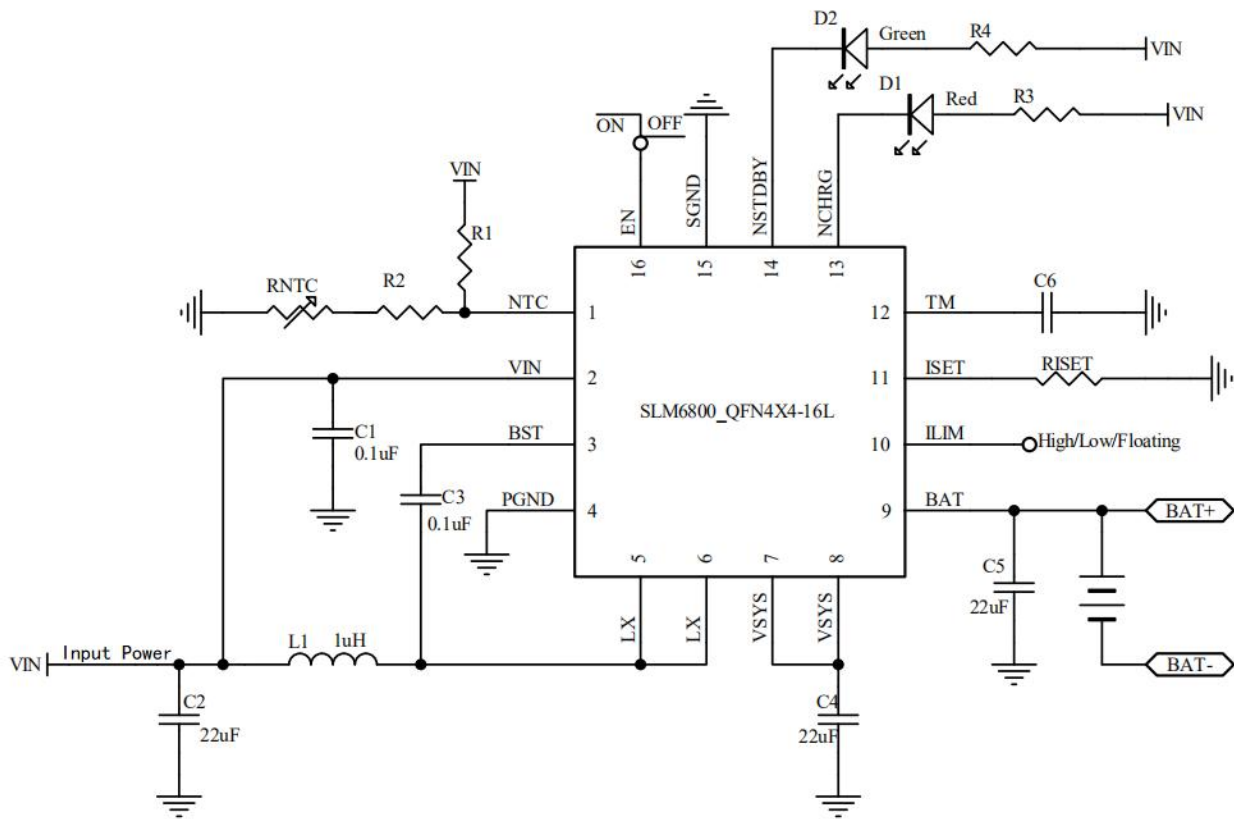 D2
Green
R4
VIN
D1
Red
R3
VIN
ON
OFF
VIN
EN
SGND
NSTDBY
NCHRG
R1
16
15
14
13
RNTC
R2
NTC
1
12
TM
C6
VIN
2
11
ISET
RISET
SLM6800_QFN4X4-16L
C1
0.1uF
BST
3
10
ILIM
High/Low/Floating
C3
0.1uF
PGND
4
9
BAT
BAT+
5
6
7
8
C5
22uF
LX
LX
VSYS
VSYS
VIN
Input Power
L1
1uH
BAT-
C2
22uF
C4
22uF